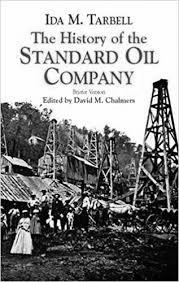 IDA M. TARBELL
The History of the
STANDARD OIL
COMPANY
Briefer Version
Edited by David M. Chalmers